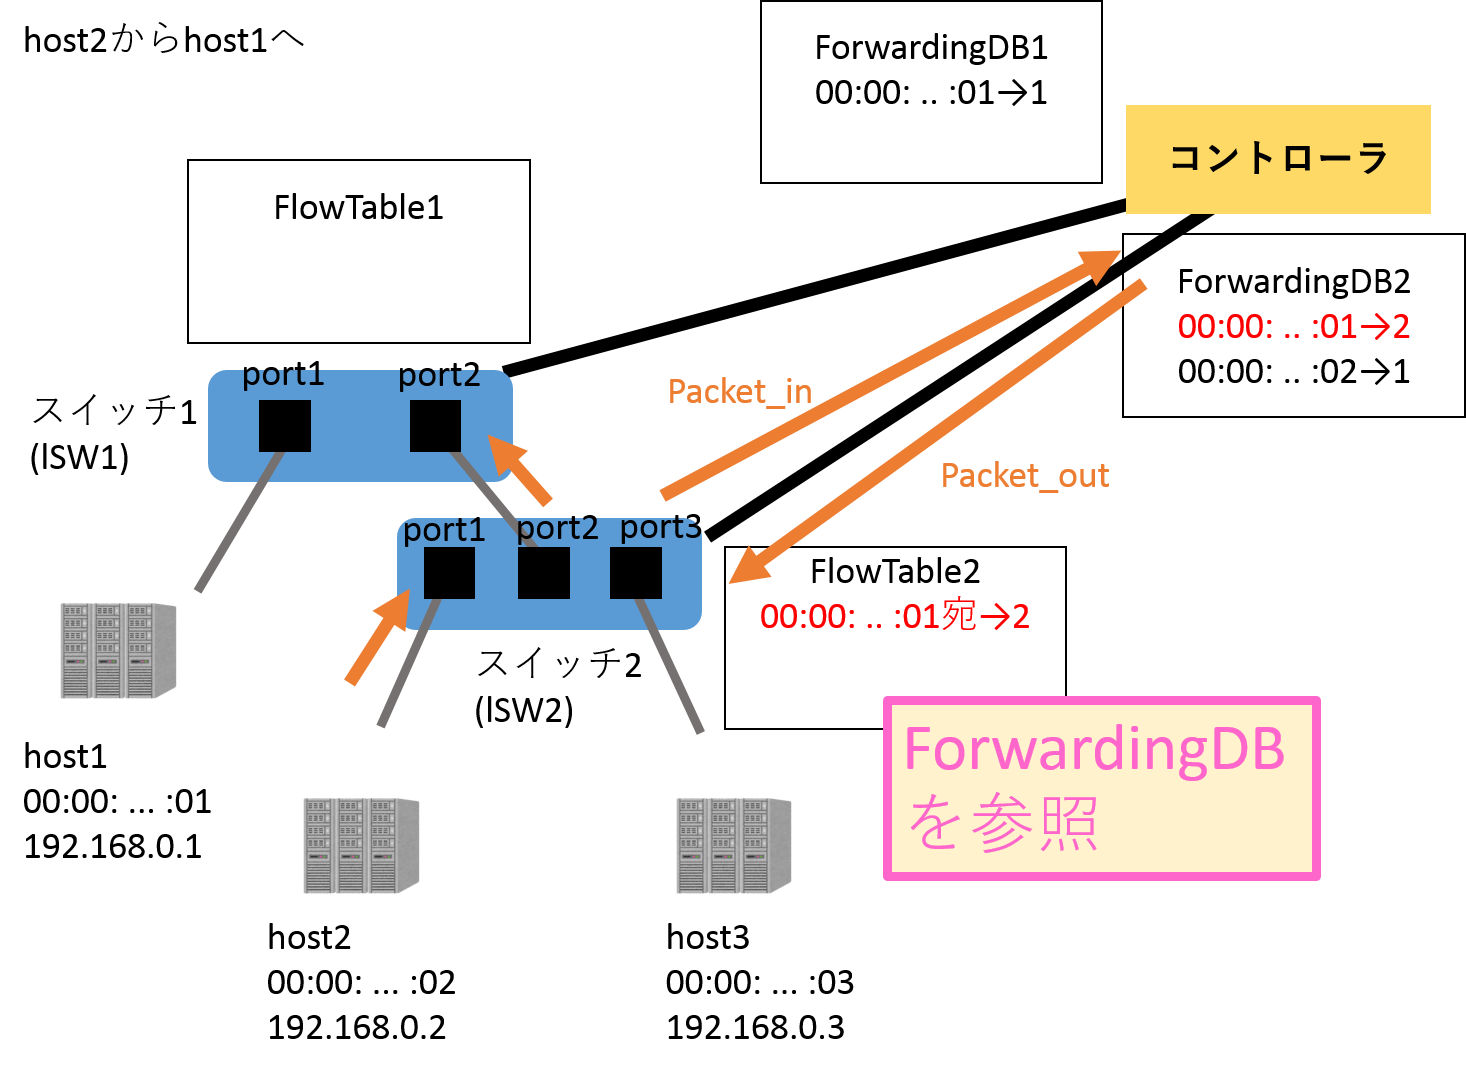 host2からhost1へ
ForwardingDB1
00:00: .. :01→1
コントローラ
FlowTable1
ForwardingDB2
00:00: .. :01→2
00:00: .. :02→1
port1
port2
スイッチ1
(lSW1)
Packet_in
Packet_out
port1
port2
port3
FlowTable2
00:00: .. :01宛→2
スイッチ2
(lSW2)
ForwardingDB
を参照
host1
00:00: ... :01
192.168.0.1
host2
00:00: ... :02
192.168.0.2
host3
00:00: ... :03
192.168.0.3